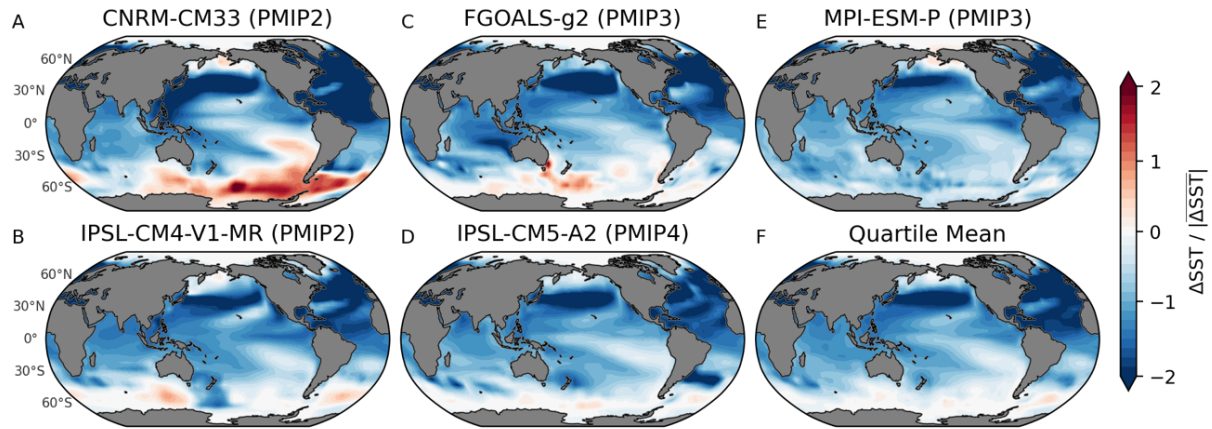 A CNRM-CM33 (PMIP2) C FGOALS-g2 (PMIP3) E MPI-ESM-P (PMIP3)
60°N
30°N
0°
30°S
60°S
B IPSL-CM4-V1-MR (PMIP2) D IPSL-CM5-A2 (PMIP4) F Quartile Mean
60°N
30°N
0°
30°S
60°S
2
1
0
−1
−2
ΔSST / |ΔSST|